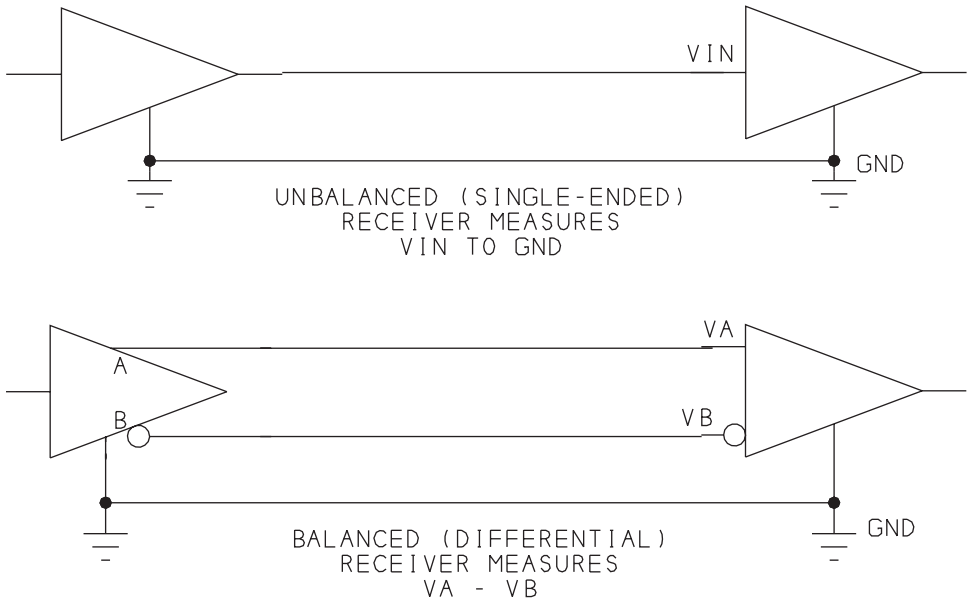 VIN
GND
UNBALANCED (SINGLE-ENDED)
RECEIVER MEASURES
VIN TO GND
VA
A
B
VB
GND
BALANCED (DIFFERENTIAL)
RECEIVER MEASURES
VA - VB